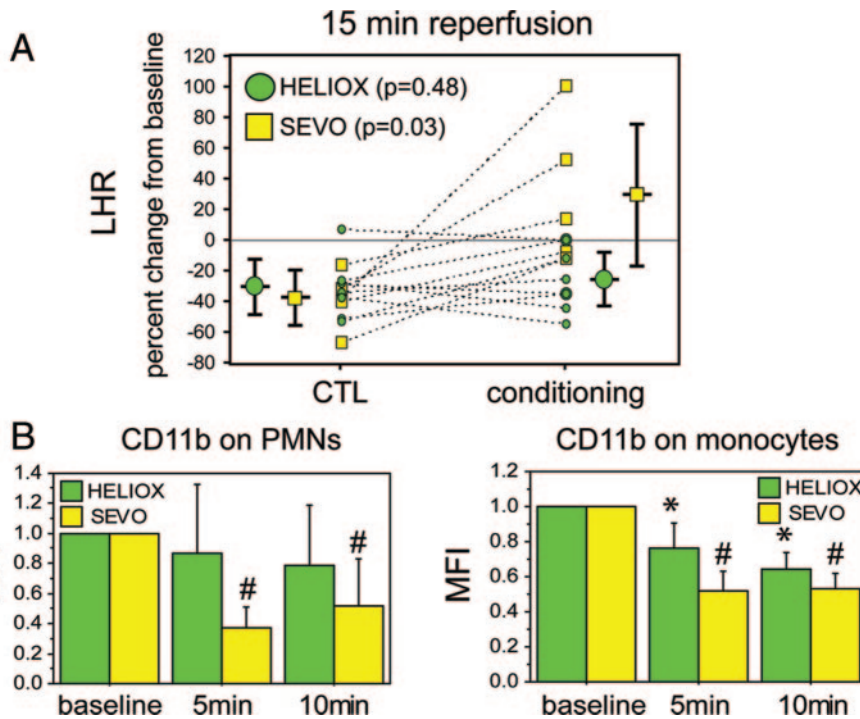 A
15 min reperfusion
LHR
percent change from baseline
120
100
80
60
40
20
0
-20
-40
-60
-80
HELIOX (p=0.48)
SEVO (p=0.03)
CTL conditioning
B
CD11b on PMNs
1.4
1.2
1.0
0.8
0.6
0.4
0.2
0.0
HELIOX
SEVO
#
#
baseline 5min 10min
CD11b on monocytes
MFI
1.2
1.0
0.8
0.6
0.4
0.2
0.0
HELIOX
SEVO
*
#
*
#
baseline 5min 10min